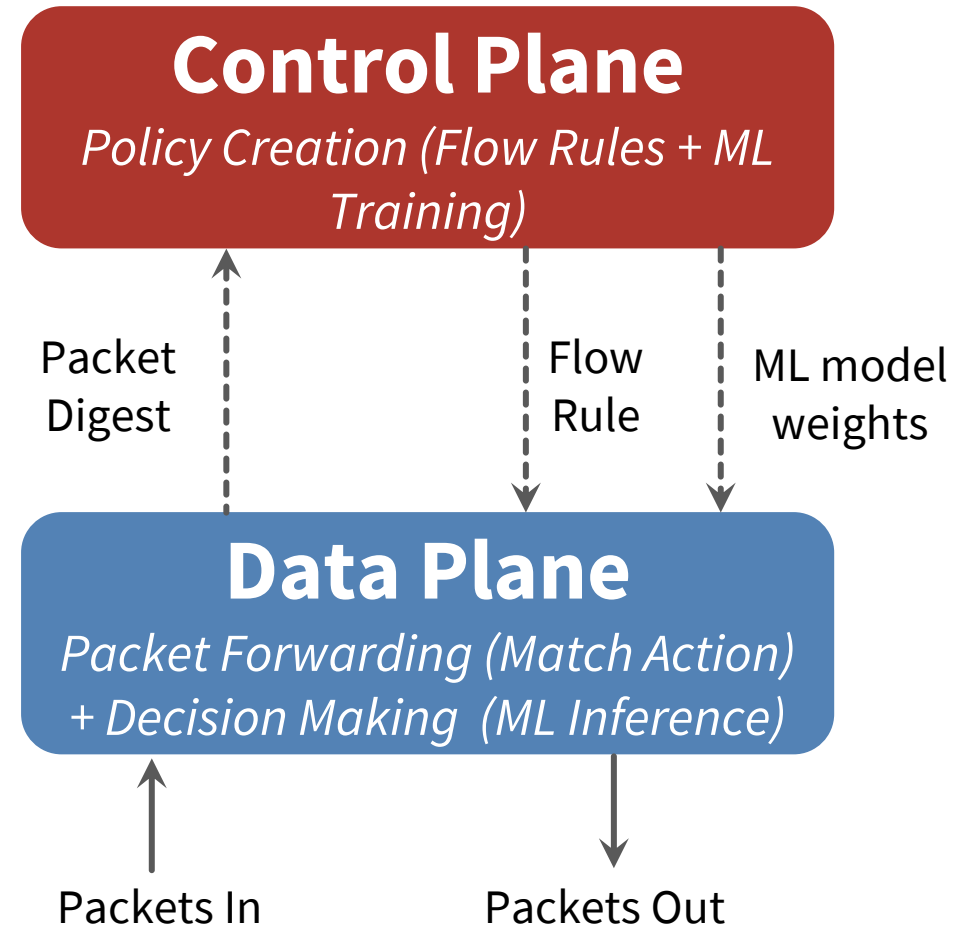 Control Plane
Policy Creation (Flow Rules + ML
Training)
Packet
Digest
Flow
Rule
ML model
weights
Data Plane
Packet Forwarding (Match Action)
+ Decision Making (ML Inference)
Packets In
Packets Out